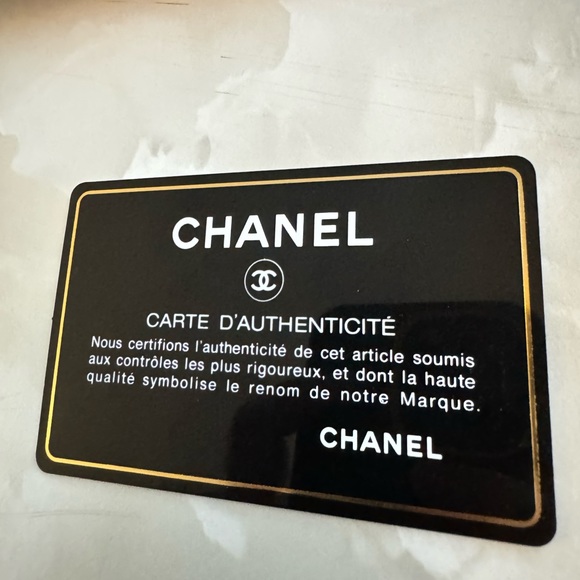 CHANEL
CARTE D'AUTHENTICITÉ
Nous certifions l'authenticité de cet article soumis
aux contrôles les plus rigoureux, et dont la haute
qualité symbolise le renom de notre Marque.
CHANEL